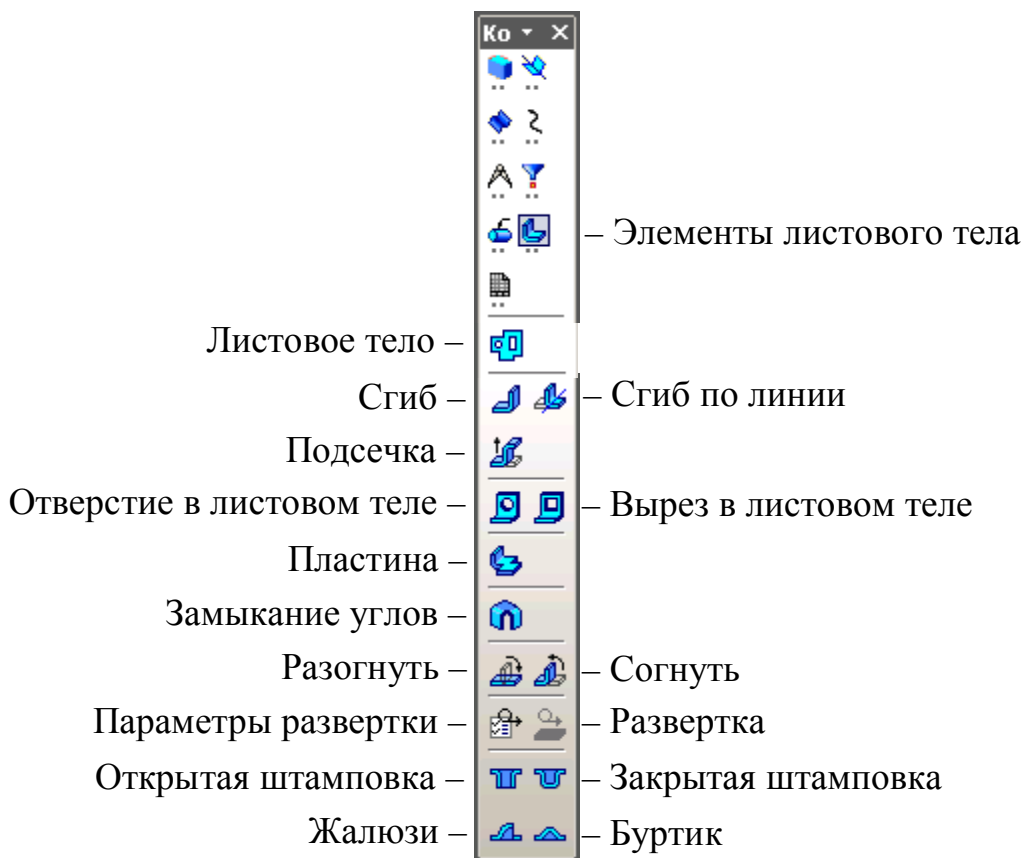 Ко
– Элементы листового тела
Листовое тело –
Сгиб – – Сгиб по линии
Подсечка –
Отверстие в листовом теле – – Вырез в листовом теле
Пластина –
Замыкание углов –
Разогнуть – – Согнуть
Параметры развертки – – Развертка
Открытая штамповка – – Закрытая штамповка
Жалюзи – – Буртик